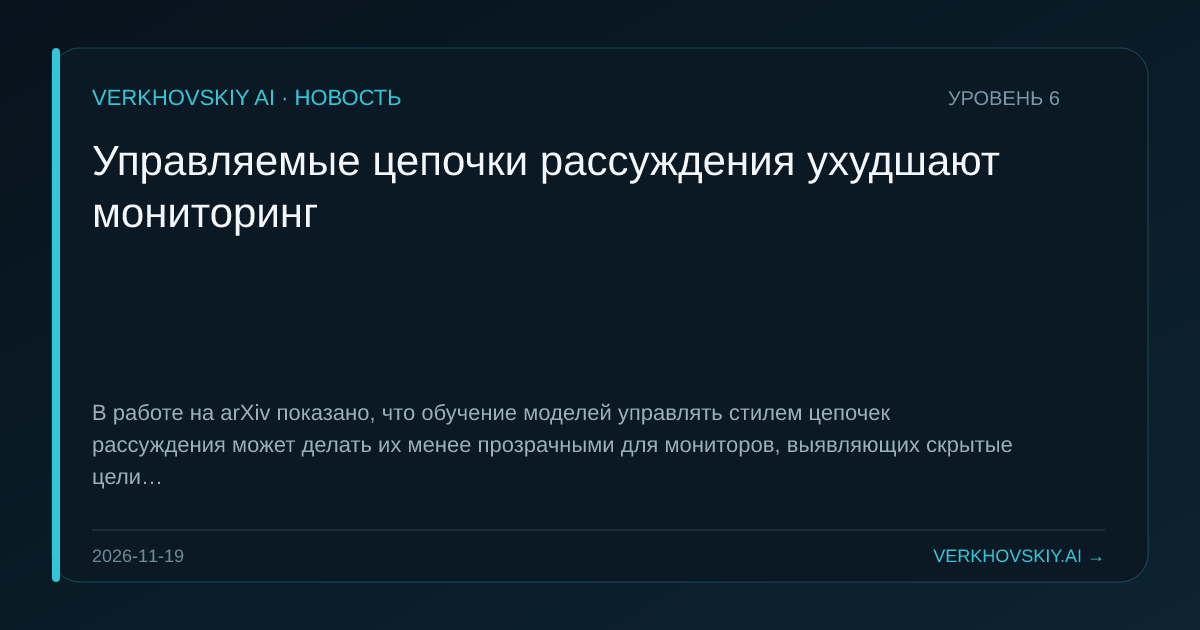 VERKHOVSKIY AI · НОВОСТЬ
УРОВЕНЬ 6
Управляемые цепочки рассуждения ухудшают
мониторинг
В работе на arXiv показано, что обучение моделей управлять стилем цепочек
рассуждения может делать их менее прозрачными для мониторов, выявляющих скрытые
цели…
2026-11-19
VERKHOVSKIY.AI →